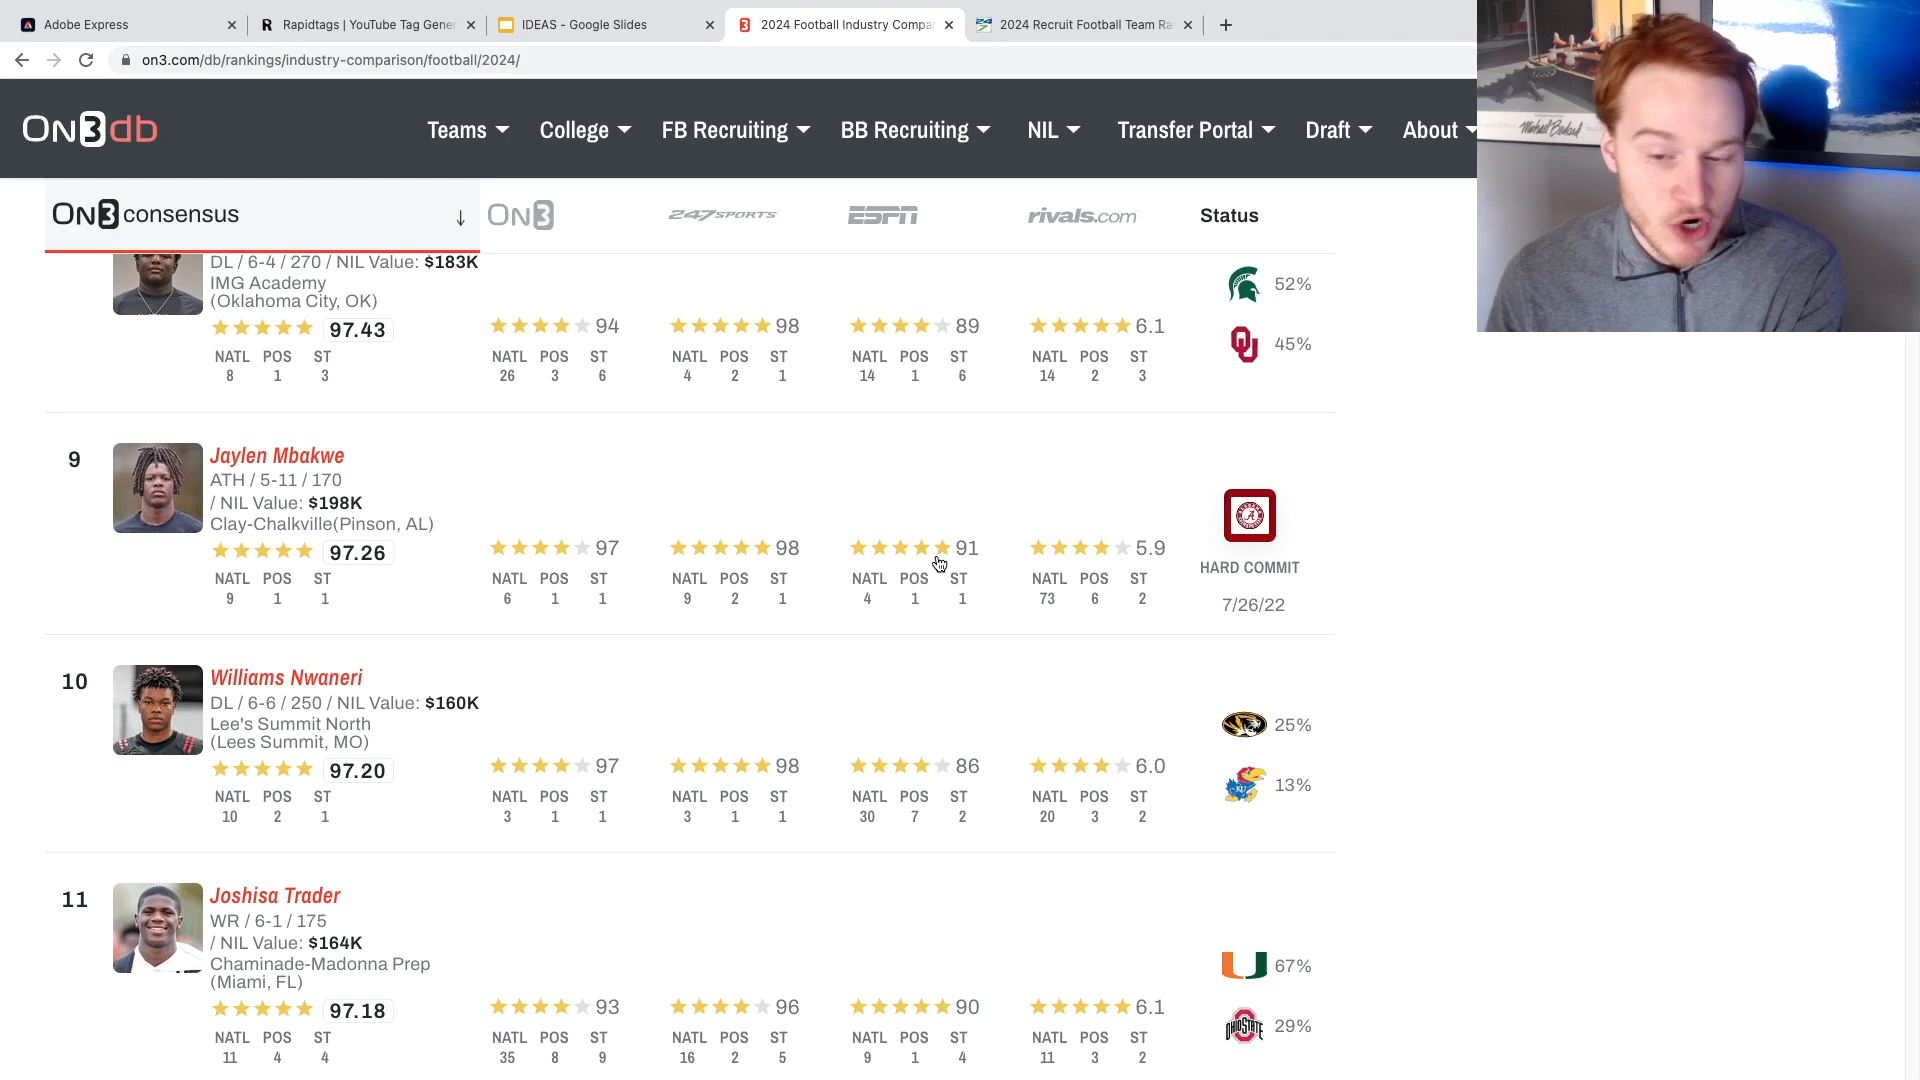 Adobe Express
Rapidtags | YouTube Tag Gener
IDEAS - Google Slides
2024 Football Industry Compar
2024 Recruit Football Team Ra
on3.com/db/rankings/industry-comparison/football/2024/
ON3db
Teams
College
FB Recruiting
BB Recruiting
NIL
Transfer Portal
Draft
About
ON3 consensus ↓
ON3
247SPORTS
ESPN
rivals.com
Status
DL / 6-4 / 270 / NIL Value: $183K
IMG Academy
(Oklahoma City, OK)
97.43
NATL POS ST
8 1 3
94
NATL POS ST
26 3 6
98
NATL POS ST
4 2 1
89
NATL POS ST
14 1 6
6.1
NATL POS ST
14 2 3
52%
OU 45%
9
Jaylen Mbakwe
ATH / 5-11 / 170
/ NIL Value: $198K
Clay-Chalkville(Pinson, AL)
97.26
NATL POS ST
9 1 1
97
NATL POS ST
6 1 1
98
NATL POS ST
9 2 1
91
NATL POS ST
4 1 1
5.9
NATL POS ST
73 6 2
A
HARD COMMIT
7/26/22
10
Williams Nwaneri
DL / 6-6 / 250 / NIL Value: $160K
Lee's Summit North
(Lees Summit, MO)
97.20
NATL POS ST
10 2 1
97
NATL POS ST
3 1 1
98
NATL POS ST
3 1 1
86
NATL POS ST
30 7 2
6.0
NATL POS ST
20 3 2
25%
KU 13%
11
Joshisa Trader
WR / 6-1 / 175
/ NIL Value: $164K
Chaminade-Madonna Prep
(Miami, FL)
97.18
NATL POS ST
11 4 4
93
NATL POS ST
35 8 9
96
NATL POS ST
16 2 5
90
NATL POS ST
9 1 4
6.1
NATL POS ST
11 3 2
67%
OHIO STATE 29%